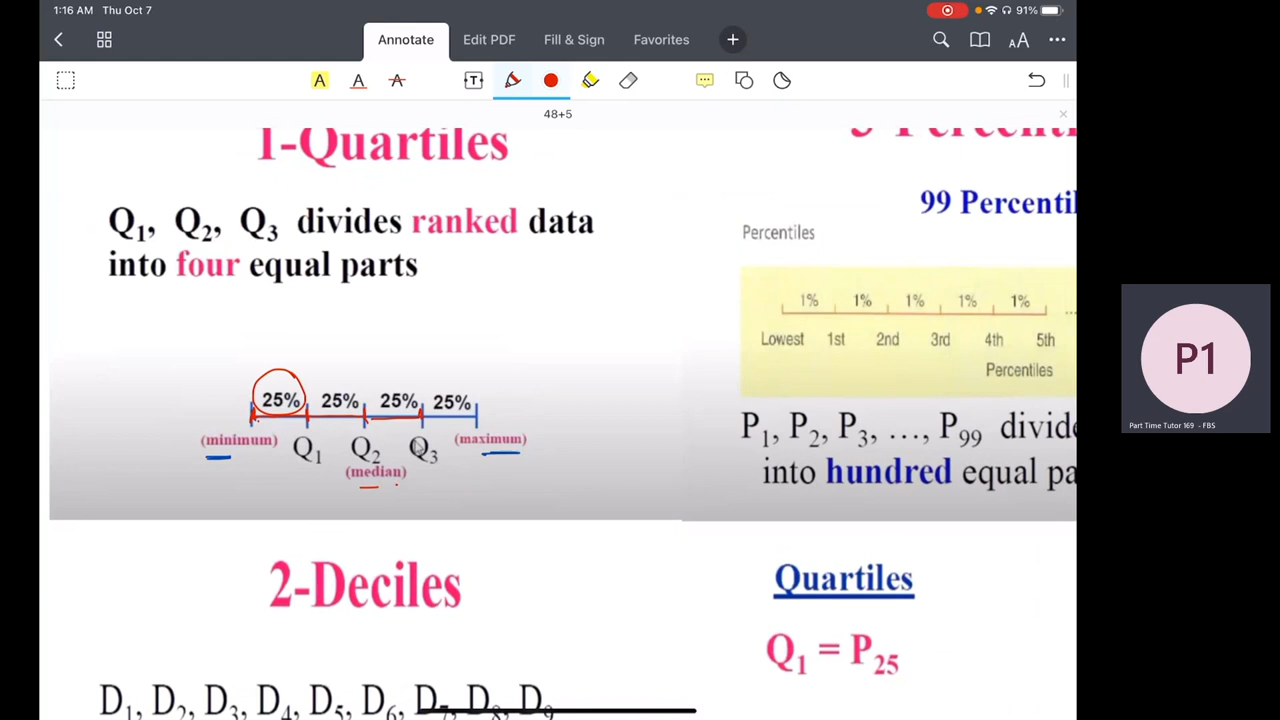 1:16 AM Thu Oct 7
91%
Annotate Edit PDF Fill & Sign Favorites
48+5
1-Quartiles
Q1, Q2, Q3 divides ranked data
into four equal parts
25% 25% 25% 25%
(minimum) Q1 Q2 Q3 (maximum)
(median)
2-Deciles
D1, D2, D3, D4, D5, D6, D7, D8, D9
99 Percentil
Percentiles
1% 1% 1% 1% 1% ...
Lowest 1st 2nd 3rd 4th 5th
Percentiles
P1, P2, P3, ..., P99 divide
into hundred equal pa
Quartiles
Q1 = P25
P1
Part Time Tutor 169 - FBS